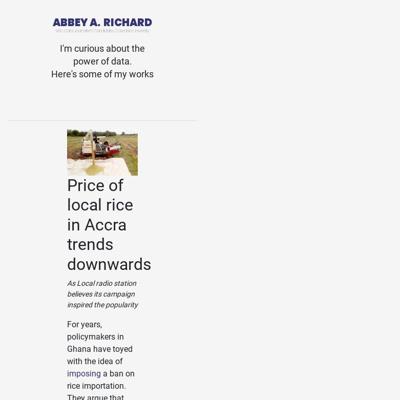 ABBEY A. RICHARD
I'm curious about the
power of data.
Here's some of my works
Price of
local rice
in Accra
trends
downwards
As Local radio station
believes its campaign
inspired the popularity
For years,
policymakers in
Ghana have toyed
with the idea of
imposing a ban on
rice importation.
They argue that